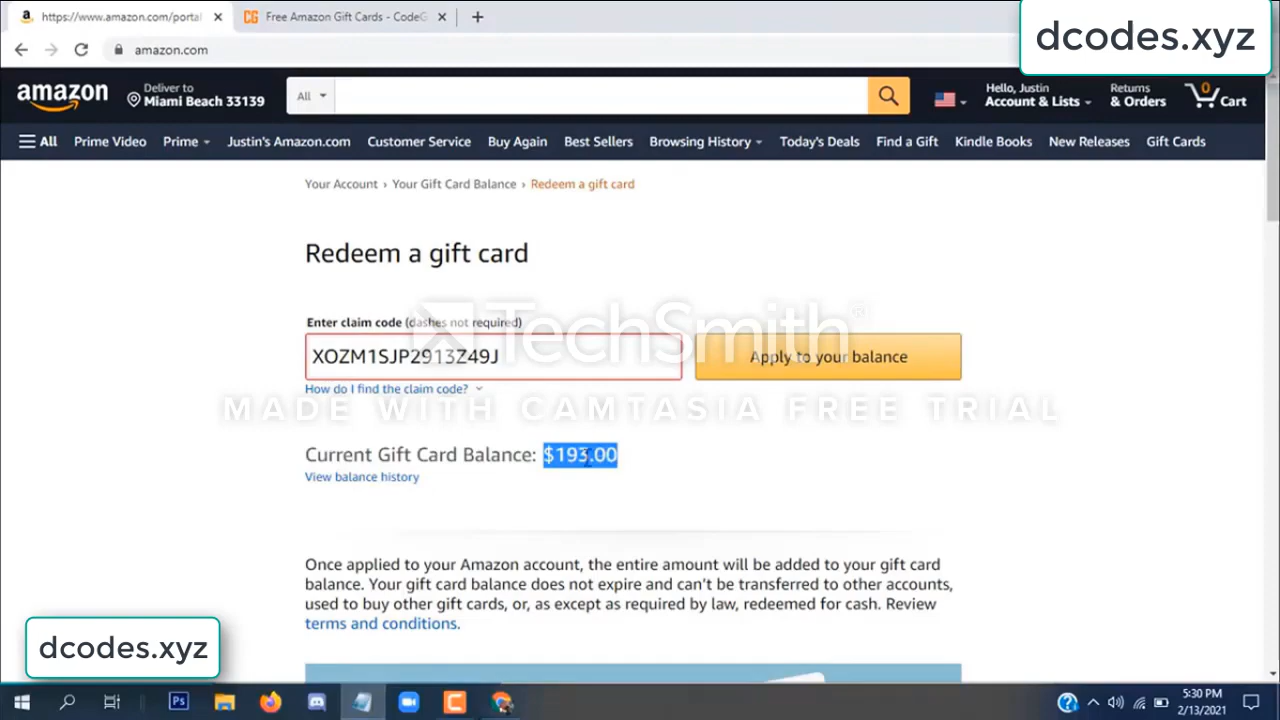 https://www.amazon.com/portal
Free Amazon Gift Cards - CodeG
amazon.com
dcodes.xyz
amazon
Deliver to
Miami Beach 33139
All
Hello, Justin
Account & Lists
Returns
& Orders
0
Cart
All
Prime Video
Prime
Justin's Amazon.com
Customer Service
Buy Again
Best Sellers
Browsing History
Today's Deals
Find a Gift
Kindle Books
New Releases
Gift Cards
Your Account › Your Gift Card Balance › Redeem a gift card
Redeem a gift card
Enter claim code (dashes not required)
XOZM1SJP2913Z49J
Apply to your balance
How do I find the claim code?
TechSmith®
MADE WITH CAMTASIA FREE TRIAL
Current Gift Card Balance: $193.00
View balance history
Once applied to your Amazon account, the entire amount will be added to your gift card
balance. Your gift card balance does not expire and can't be transferred to other accounts,
used to buy other gift cards, or, as except as required by law, redeemed for cash. Review
terms and conditions.
dcodes.xyz
Ps
5:30 PM
2/13/2021